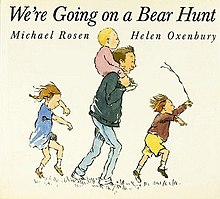 We're Going on a Bear Hunt
Michael Rosen Helen Oxenbury